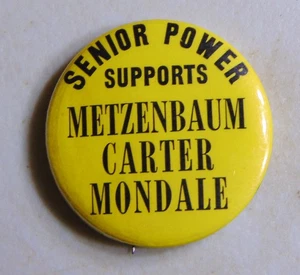 SENIOR POWER
SUPPORTS
METZENBAUM
CARTER
MONDALE